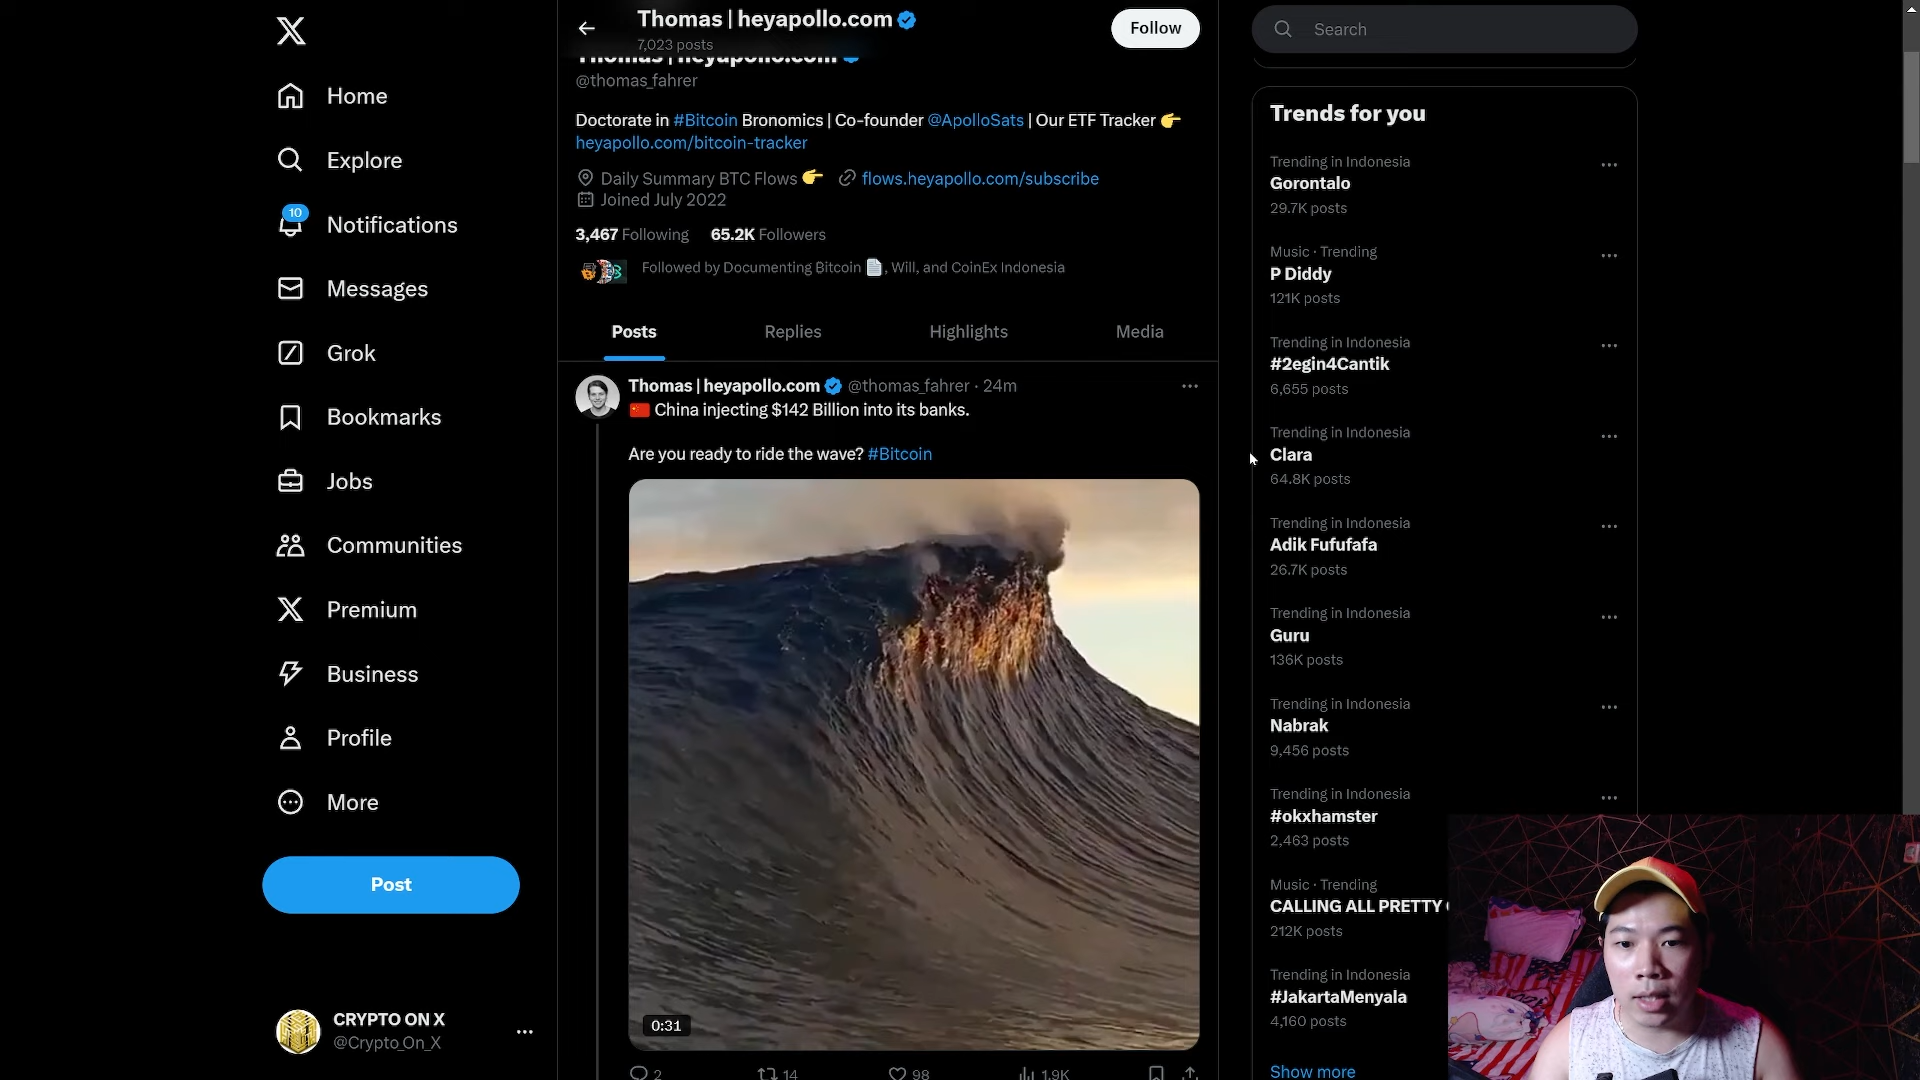 Home
Explore
10
Notifications
Messages
Grok
Bookmarks
Jobs
Communities
Premium
Business
Profile
More
Post
CRYPTO ON X
@Crypto_On_X
Thomas | heyapollo.com
7,023 posts
Follow
Thomas | heyapollo.com
@thomas_fahrer
Doctorate in #Bitcoin Bronomics | Co-founder @ApolloSats | Our ETF Tracker 👉
heyapollo.com/bitcoin-tracker
Daily Summary BTC Flows 👉 flows.heyapollo.com/subscribe
Joined July 2022
3,467 Following 65.2K Followers
Followed by Documenting Bitcoin 📄, Will, and CoinEx Indonesia
Posts Replies Highlights Media
Thomas | heyapollo.com @thomas_fahrer · 24m
🇨🇳 China injecting $142 Billion into its banks.
Are you ready to ride the wave? #Bitcoin
0:31
2 14 98 1.9K
Search
Trends for you
Trending in Indonesia
Gorontalo
29.7K posts
Music · Trending
P Diddy
121K posts
Trending in Indonesia
#2egin4Cantik
6,655 posts
Trending in Indonesia
Clara
64.8K posts
Trending in Indonesia
Adik Fufufafa
26.7K posts
Trending in Indonesia
Guru
136K posts
Trending in Indonesia
Nabrak
9,456 posts
Trending in Indonesia
#okxhamster
2,463 posts
Music · Trending
CALLING ALL PRETTY
212K posts
Trending in Indonesia
#JakartaMenyala
4,160 posts
Show more